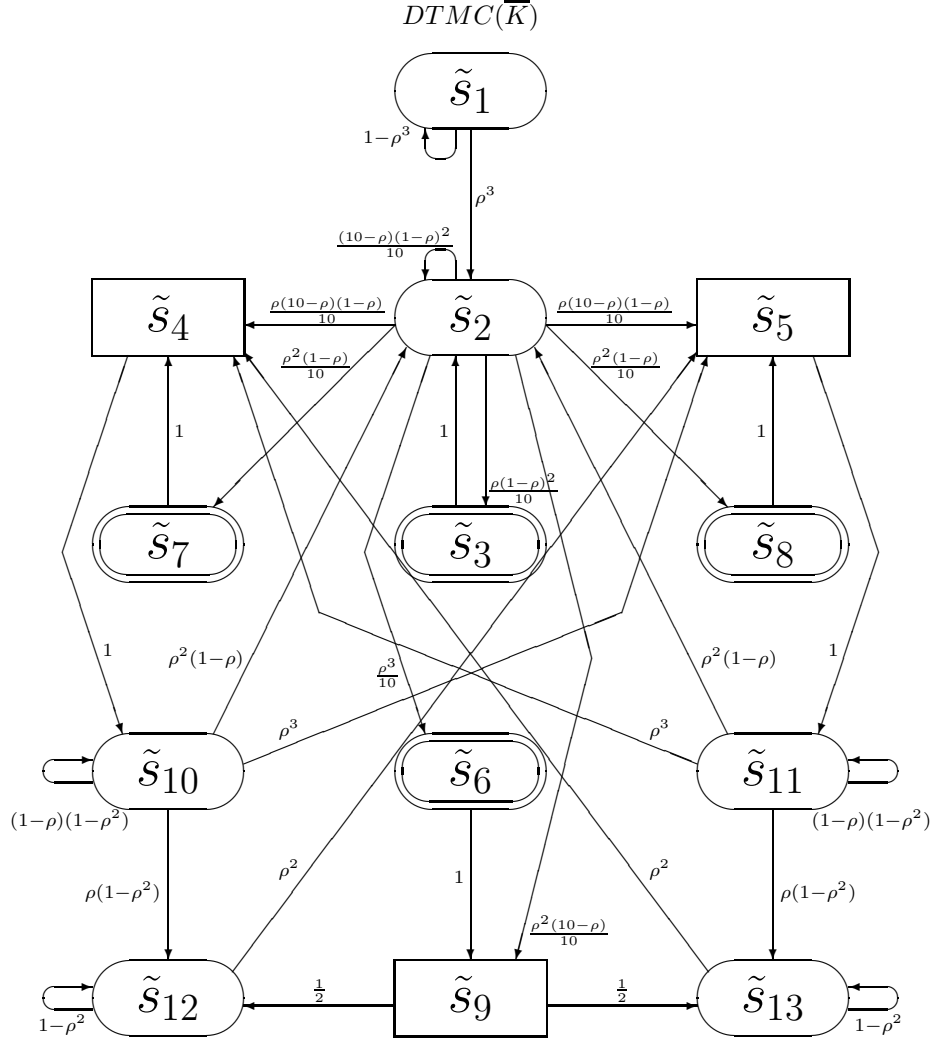 DTMC(K̅)
s̃₁
1−ρ³
ρ³
(10−ρ)(1−ρ)²/10
s̃₄
ρ(10−ρ)(1−ρ)/10
s̃₂
ρ(10−ρ)(1−ρ)/10
s̃₅
ρ²(1−ρ)/10
ρ²(1−ρ)/10
1
1
1
ρ(1−ρ)²/10
s̃₇
s̃₃
s̃₈
1
ρ²(1−ρ)
ρ³/10
ρ²(1−ρ)
1
ρ³
ρ³
s̃₁₀
s̃₆
s̃₁₁
(1−ρ)(1−ρ²)
(1−ρ)(1−ρ²)
ρ(1−ρ²)
ρ²
1
ρ²
ρ(1−ρ²)
ρ²(10−ρ)/10
s̃₁₂
1/2
s̃₉
1/2
s̃₁₃
1−ρ²
1−ρ²